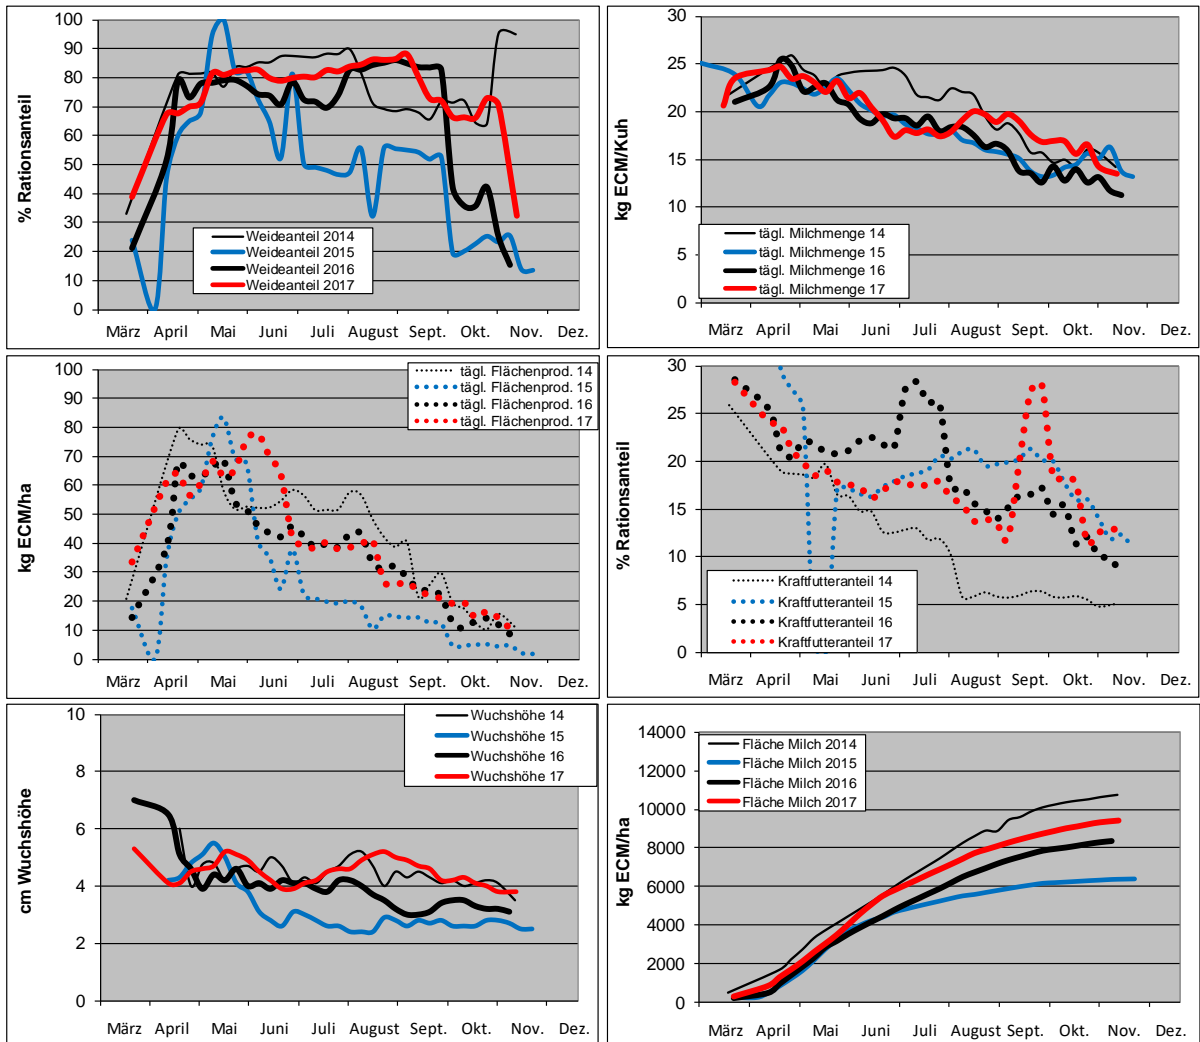 % Rationsanteil
100
90
80
70
60
50
40
30
20
10
0
Weideanteil 2014
Weideanteil 2015
Weideanteil 2016
Weideanteil 2017
März April Mai Juni Juli August Sept. Okt. Nov. Dez.
kg ECM/Kuh
30
25
20
15
10
5
0
tägl. Milchmenge 14
tägl. Milchmenge 15
tägl. Milchmenge 16
tägl. Milchmenge 17
März April Mai Juni Juli August Sept. Okt. Nov. Dez.
kg ECM/ha
100
90
80
70
60
50
40
30
20
10
0
tägl. Flächenprod. 14
tägl. Flächenprod. 15
tägl. Flächenprod. 16
tägl. Flächenprod. 17
März April Mai Juni Juli August Sept. Okt. Nov. Dez.
% Rationsanteil
30
25
20
15
10
5
0
Kraftfutteranteil 14
Kraftfutteranteil 15
Kraftfutteranteil 16
Kraftfutteranteil 17
März April Mai Juni Juli August Sept. Okt. Nov. Dez.
cm Wuchshöhe
10
8
6
4
2
0
Wuchshöhe 14
Wuchshöhe 15
Wuchshöhe 16
Wuchshöhe 17
März April Mai Juni Juli August Sept. Okt. Nov. Dez.
kg ECM/ha
14000
12000
10000
8000
6000
4000
2000
0
Fläche Milch 2014
Fläche Milch 2015
Fläche Milch 2016
Fläche Milch 2017
März April Mai Juni Juli August Sept. Okt. Nov. Dez.